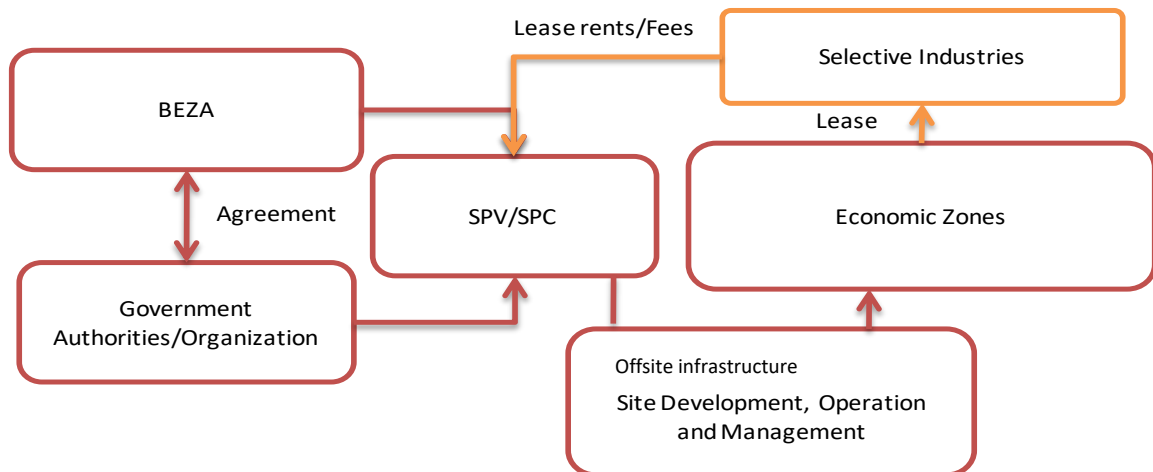 Lease rents/Fees
Selective Industries
BEZA
Lease
Agreement
SPV/SPC
Economic Zones
Government
Authorities/Organization
Offsite infrastructure
Site Development, Operation
and Management